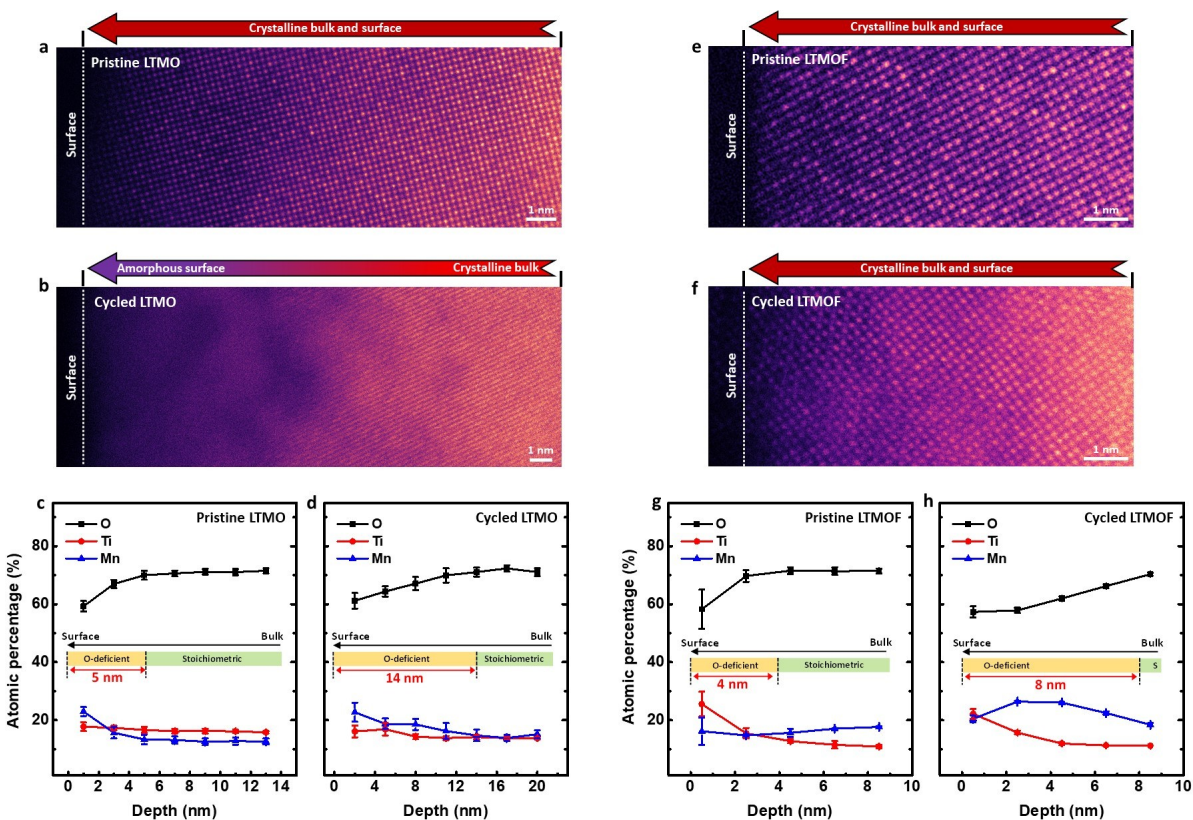 Crystalline bulk and surface
a
Pristine LTMO
Surface
1 nm
Amorphous surface
Crystalline bulk
b
Cycled LTMO
Surface
1 nm
Crystalline bulk and surface
e
Pristine LTMOF
Surface
1 nm
Crystalline bulk and surface
f
Cycled LTMOF
Surface
1 nm
c
Pristine LTMO
O
Ti
Mn
80
60
40
20
Atomic percentage (%)
Surface
Bulk
O-deficient
Stoichiometric
5 nm
0 2 4 6 8 10 12 14
Depth (nm)
d
Cycled LTMO
O
Ti
Mn
Surface
Bulk
O-deficient
Stoichiometric
14 nm
0 4 8 12 16 20
Depth (nm)
g
Pristine LTMOF
O
Ti
Mn
80
60
40
20
Atomic percentage (%)
Surface
Bulk
O-deficient
Stoichiometric
4 nm
0 2 4 6 8 10
Depth (nm)
h
Cycled LTMOF
O
Ti
Mn
Surface
Bulk
O-deficient
S
8 nm
0 2 4 6 8 10
Depth (nm)